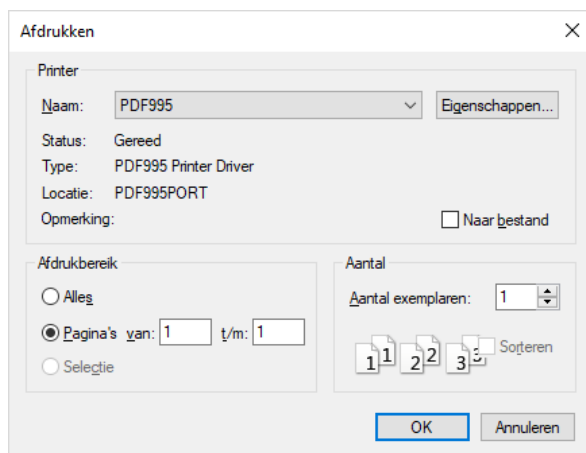 Afdrukken
Printer
Naam: PDF995 Eigenschappen...
Status: Gereed
Type: PDF995 Printer Driver
Locatie: PDF995PORT
Opmerking: Naar bestand
Afdrukbereik
Alles
Pagina's van: 1 t/m: 1
Selectie
Aantal
Aantal exemplaren: 1
1 1 2 2 3 3 Sorteren
OK Annuleren